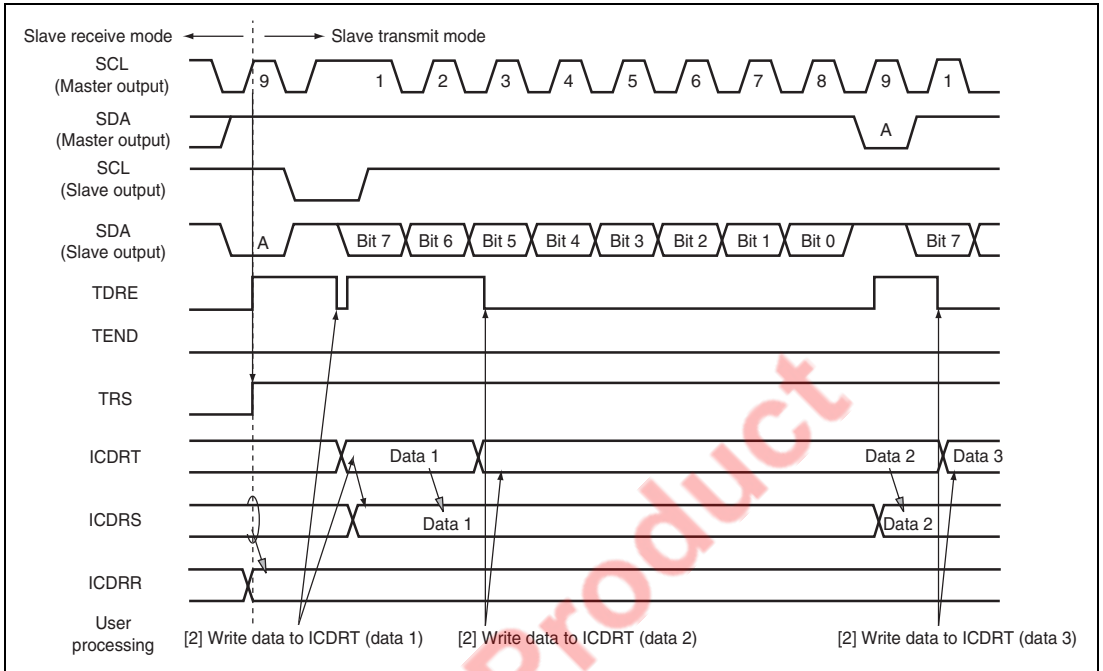 Slave receive mode Slave transmit mode
SCL
(Master output)
9 1 2 3 4 5 6 7 8 9 1
SDA
(Master output)
A
SCL
(Slave output)
SDA
(Slave output)
A Bit 7 Bit 6 Bit 5 Bit 4 Bit 3 Bit 2 Bit 1 Bit 0 Bit 7
TDRE
TEND
TRS
ICDRT
Data 1 Data 2 Data 3
ICDRS
Data 1 Data 2
ICDRR
User
processing
[2] Write data to ICDRT (data 1) [2] Write data to ICDRT (data 2) [2] Write data to ICDRT (data 3)
Product